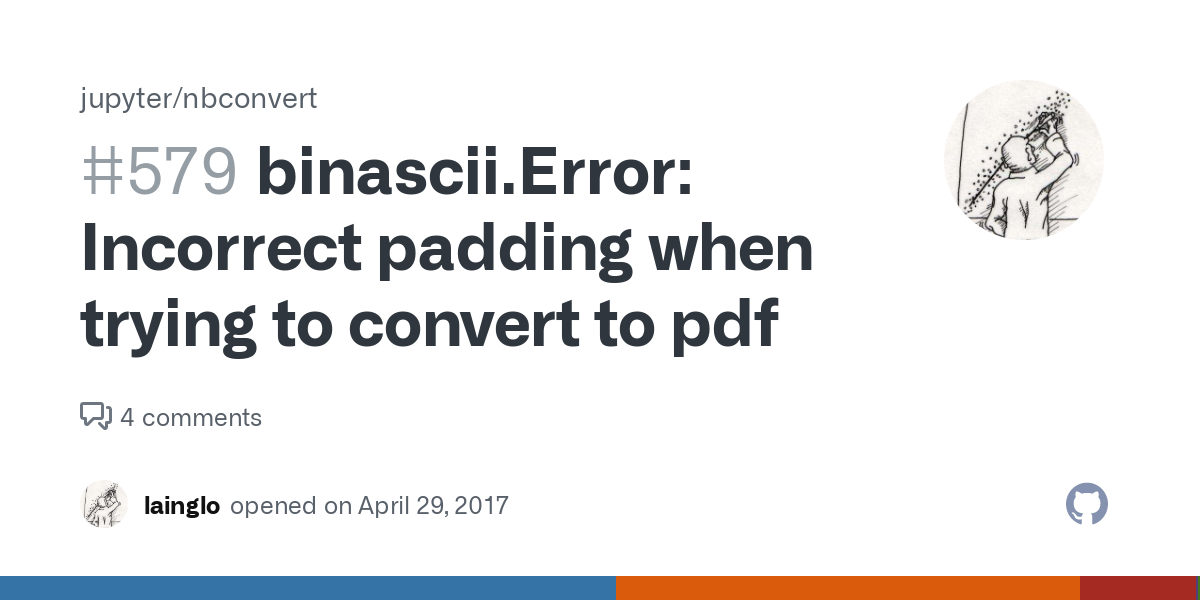 jupyter/nbconvert
#579 binascii.Error:
Incorrect padding when
trying to convert to pdf
4 comments
lainglo opened on April 29, 2017